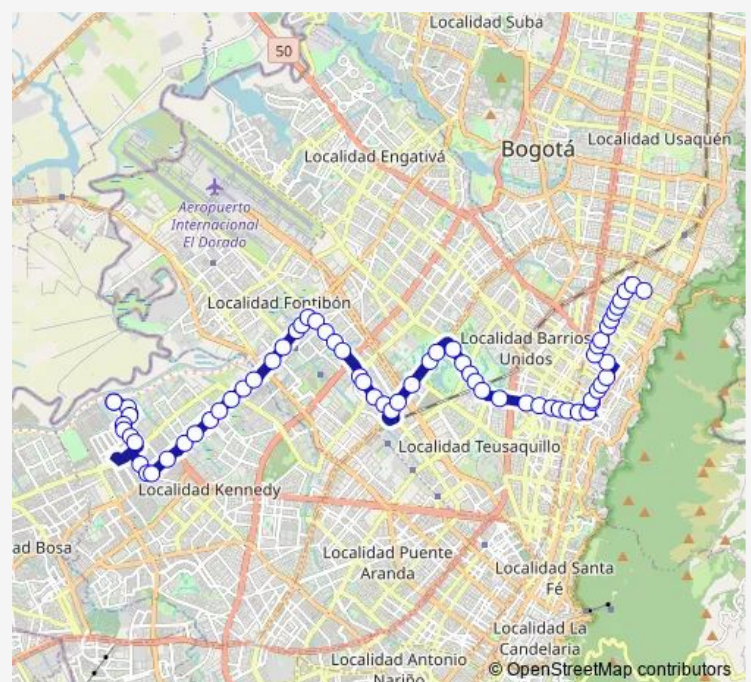 Localidad Suba
50
Localidad Usaquén
Bogotá
Localidad Engativá
Aeropuerto
Internacional
El Dorado
Localidad Fontibón
Localidad Barrios
Unidos
Localidad Teusaquillo
Localidad Kennedy
ad Bosa
Localidad Puente
Aranda
Localidad Santa
Fé
Localidad La
Candelaria
Localidad Antonio
Nariño
© OpenStreetMap contributors